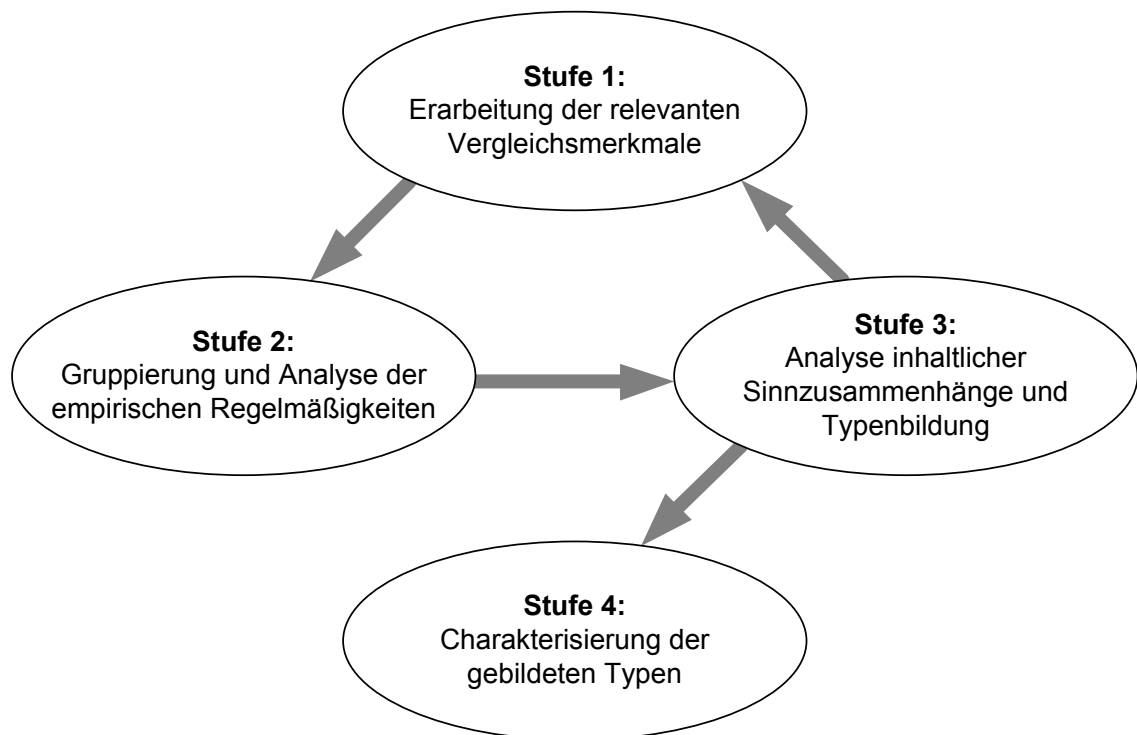 Stufe 1:
Erarbeitung der relevanten
Vergleichsmerkmale
Stufe 2:
Gruppierung und Analyse der
empirischen Regelmäßigkeiten
Stufe 3:
Analyse inhaltlicher
Sinnzusammenhänge und
Typenbildung
Stufe 4:
Charakterisierung der
gebildeten Typen